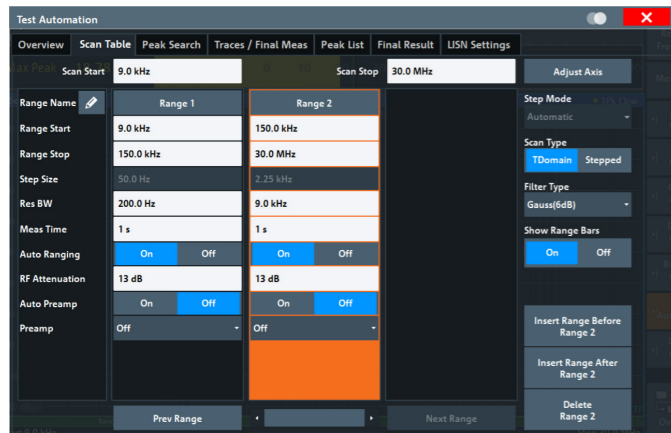 Test Automation
Overview Scan Table Peak Search Traces / Final Meas Peak List Final Result LISN Settings
Scan Start 9.0 kHz Scan Stop 30.0 MHz Adjust Axis
Range Name Range 1 Range 2 Step Mode
Automatic
Range Start 9.0 kHz 150.0 kHz
Range Stop 150.0 kHz 30.0 MHz Scan Type
TDomain Stepped
Step Size 50.0 Hz 2.25 kHz
Filter Type
Res BW 200.0 Hz 9.0 kHz Gauss(6dB)
Meas Time 1 s 1 s Show Range Bars
Auto Ranging On Off On Off On Off
RF Attenuation 13 dB 13 dB
Auto Preamp On Off On Off
Preamp Off Off
Insert Range Before
Range 2
Insert Range After
Range 2
Delete
Range 2
Prev Range Next Range